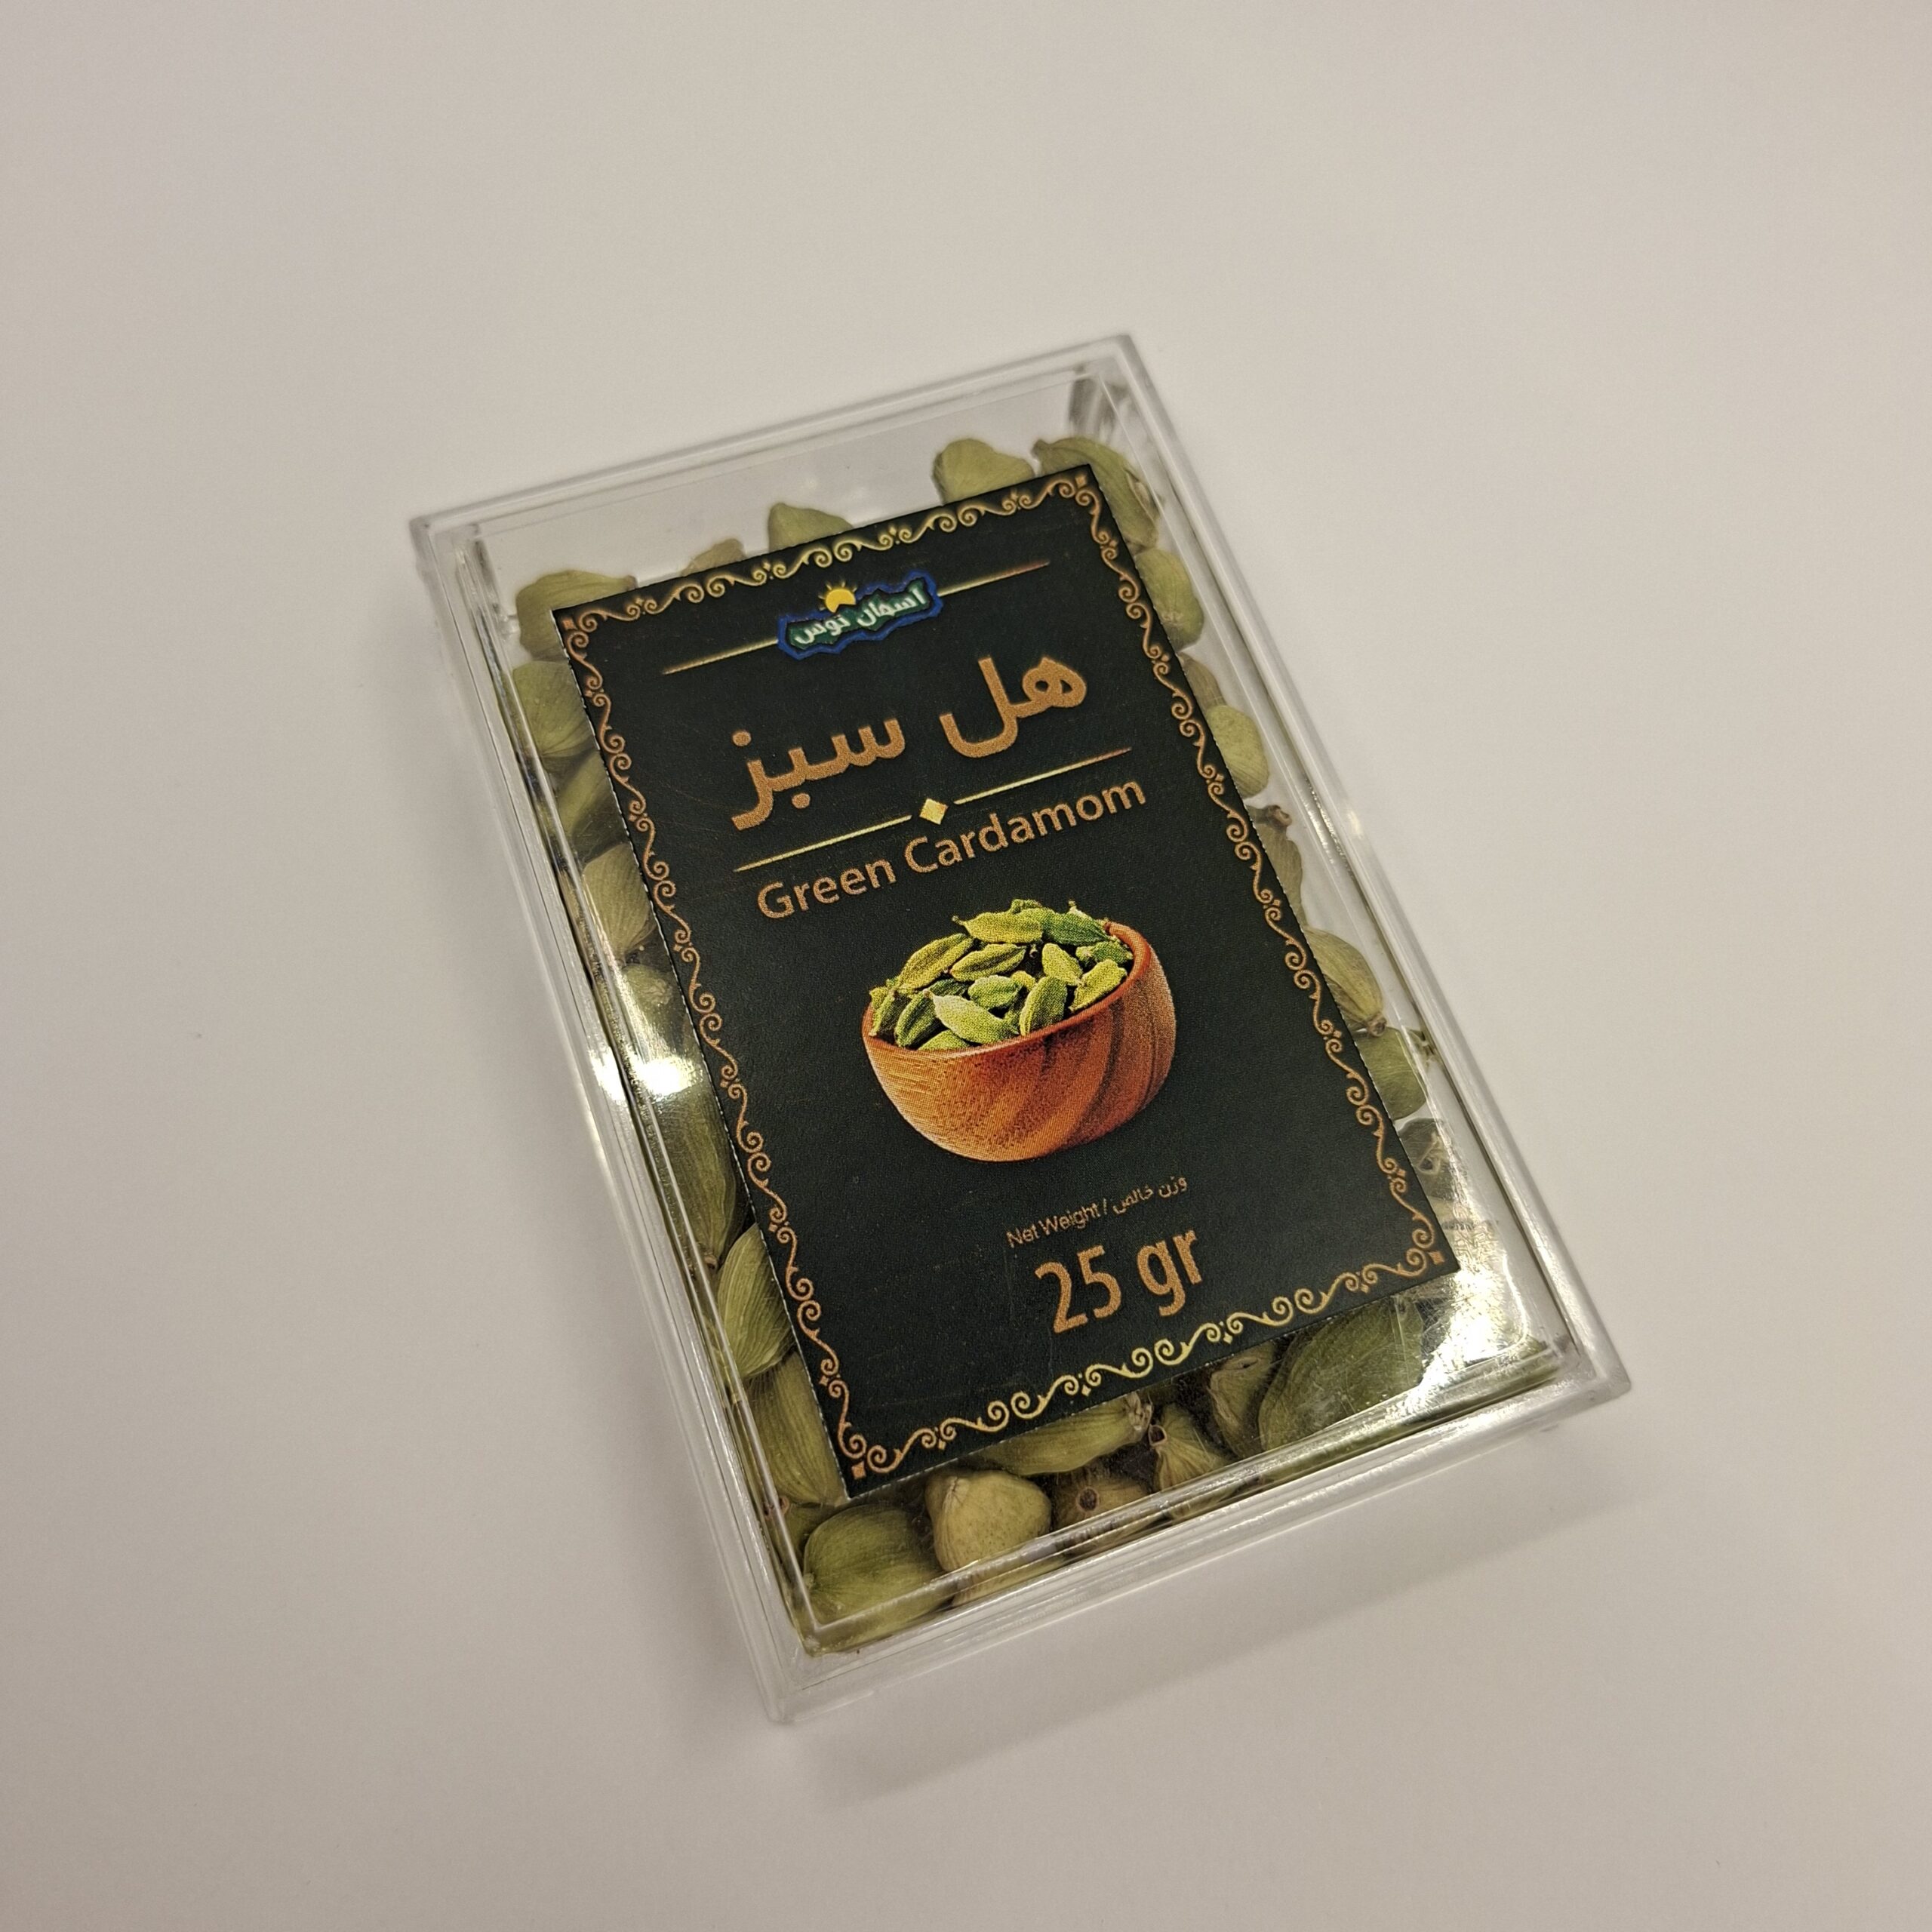 آسمان توس
هل سبز
Green Cardamom
Net Weight / وزن خالص
25 gr